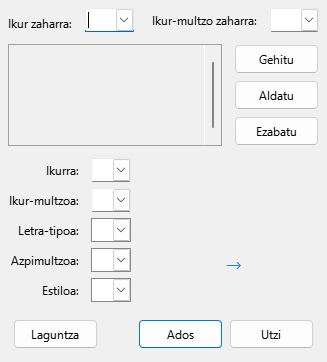 Ikur zaharra: Ikur-multzo zaharra:
Gehitu
Aldatu
Ezabatu
Ikurra:
Ikur-multzoa:
Letra-tipoa:
Azpimultzoa:
Estiloa:
Laguntza Ados Utzi